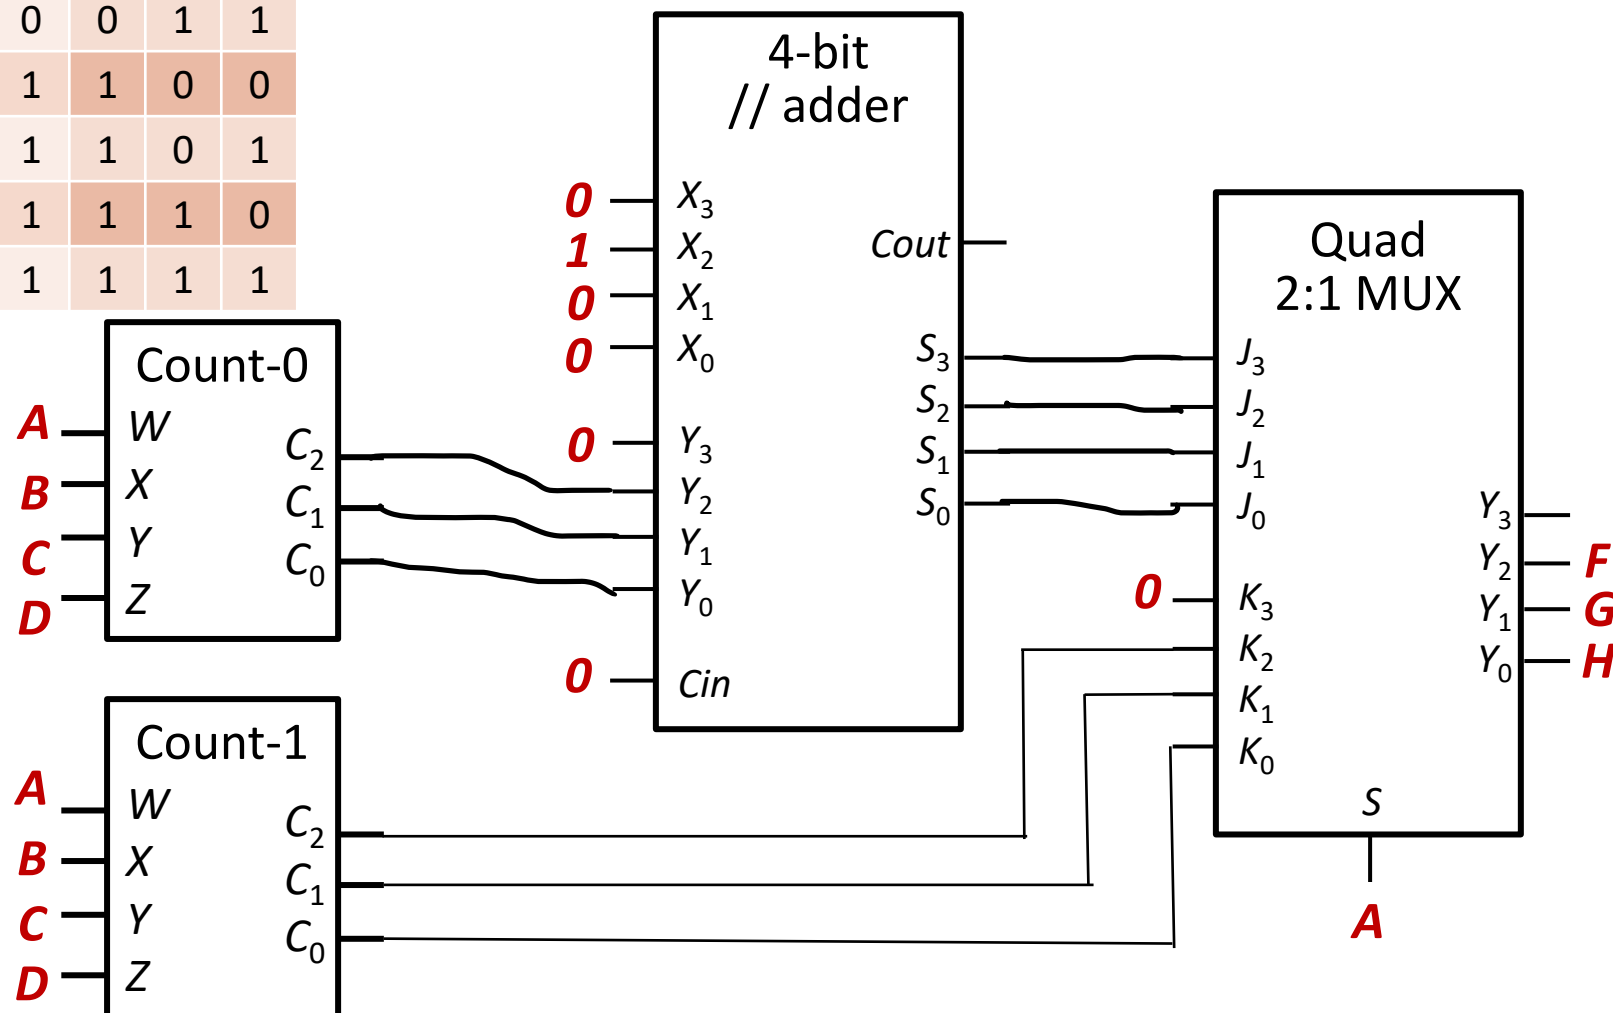 0 0 1 1
1 1 0 0
1 1 0 1
1 1 1 0
1 1 1 1
4-bit
// adder
0 X3
1 X2
0 X1
0 X0
0 Y3
Y2
Y1
Y0
0 Cin
Cout
S3
S2
S1
S0
Quad
2:1 MUX
J3
J2
J1
J0
0 K3
K2
K1
K0
Y3
Y2 F
Y1 G
Y0 H
S
A
Count-0
A W
B X
C Y
D Z
C2
C1
C0
Count-1
A W
B X
C Y
D Z
C2
C1
C0